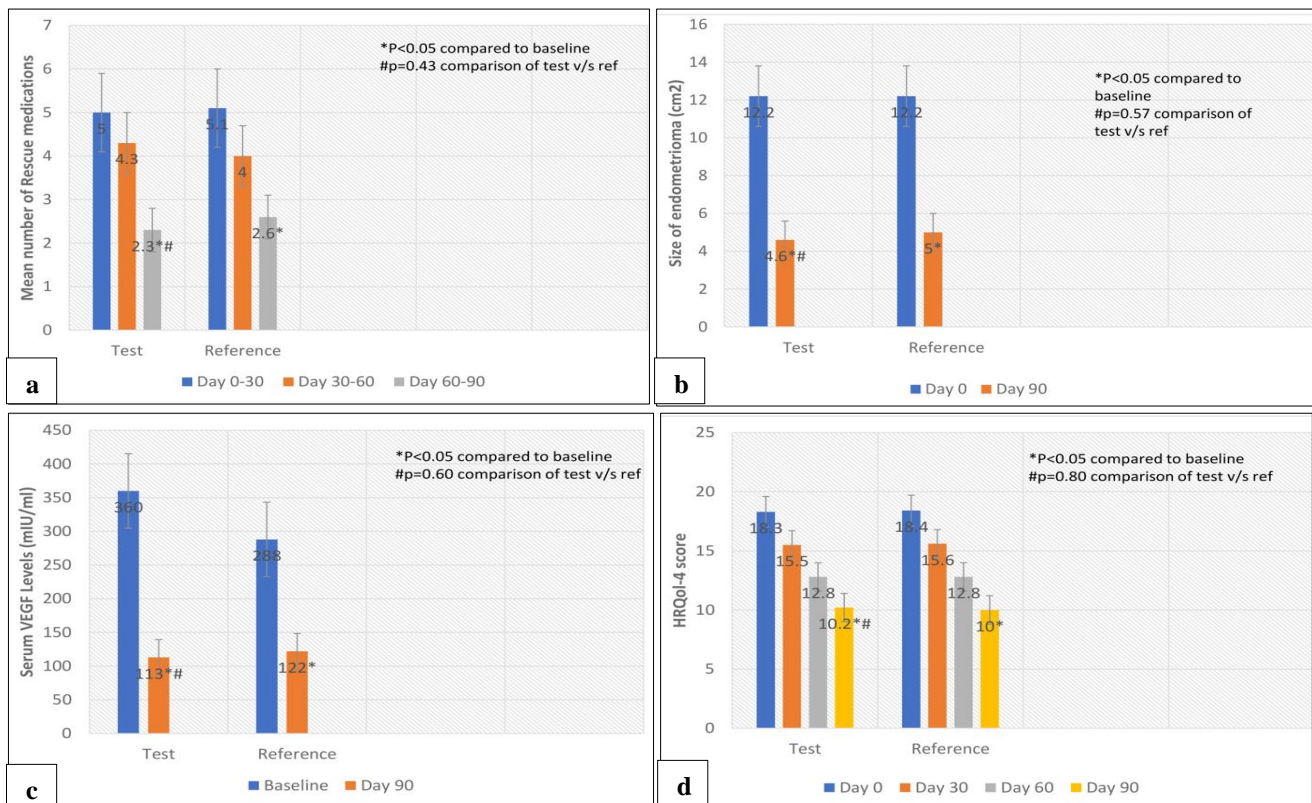 7
6
5
4
3
2
1
0
Mean number of Rescue medications
*P<0.05 compared to baseline
#p=0.43 comparison of test v/s ref
5
4.3
2.3*#
5.1
4
2.6*
Test
Reference
Day 0-30
Day 30-60
Day 60-90
a
16
14
12
10
8
6
4
2
0
Size of endometrioma (cm2)
*P<0.05 compared to
baseline
#p=0.57 comparison of
test v/s ref
12.2
4.6*#
12.2
5*
Test
Reference
Day 0
Day 90
b
450
400
350
300
250
200
150
100
50
0
Serum VEGF Levels (mIU/ml)
*P<0.05 compared to baseline
#p=0.60 comparison of test v/s ref
360
113*#
288
122*
Test
Reference
Baseline
Day 90
c
25
20
15
10
5
0
HRQol-4 score
*P<0.05 compared to baseline
#p=0.80 comparison of test v/s ref
18.3
15.5
12.8
10.2*#
18.4
15.6
12.8
10*
Test
Reference
Day 0
Day 30
Day 60
Day 90
d